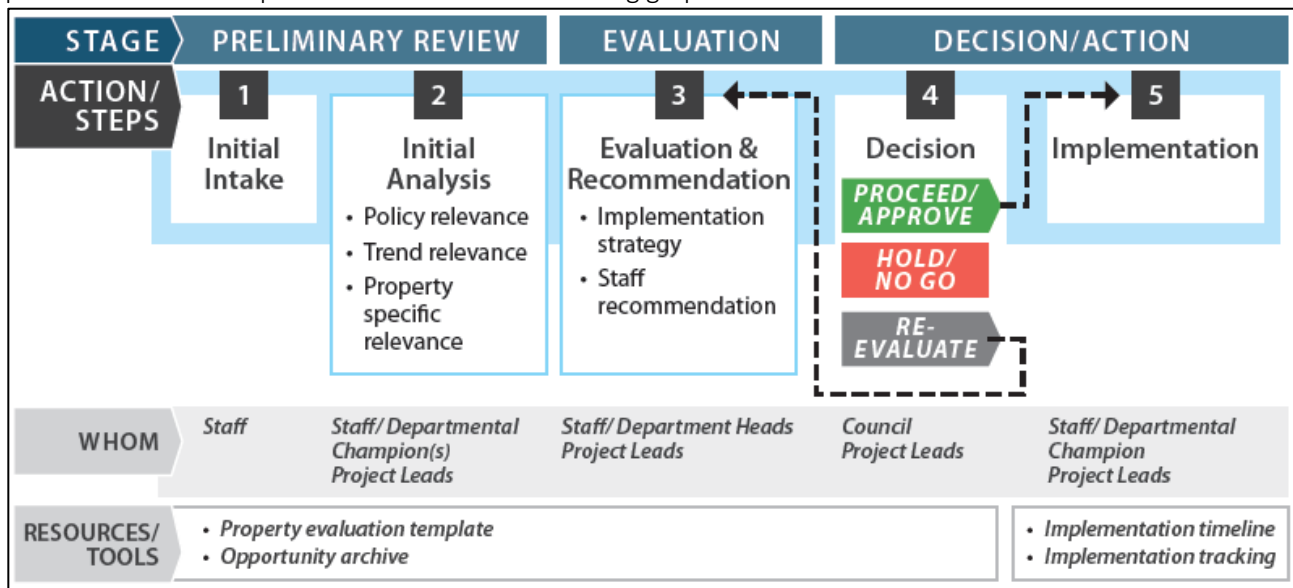 STAGE
PRELIMINARY REVIEW
EVALUATION
DECISION/ACTION
ACTION/
STEPS
1
Initial
Intake
2
Initial
Analysis
• Policy relevance
• Trend relevance
• Property
specific
relevance
3
Evaluation &
Recommendation
• Implementation
strategy
• Staff
recommendation
4
Decision
PROCEED/
APPROVE
HOLD/
NO GO
RE-
EVALUATE
5
Implementation
WHOM
Staff
Staff/Departmental
Champion(s)
Project Leads
Staff/Department Heads
Project Leads
Council
Project Leads
Staff/Departmental
Champion
Project Leads
RESOURCES/
TOOLS
• Property evaluation template
• Opportunity archive
• Implementation timeline
• Implementation tracking